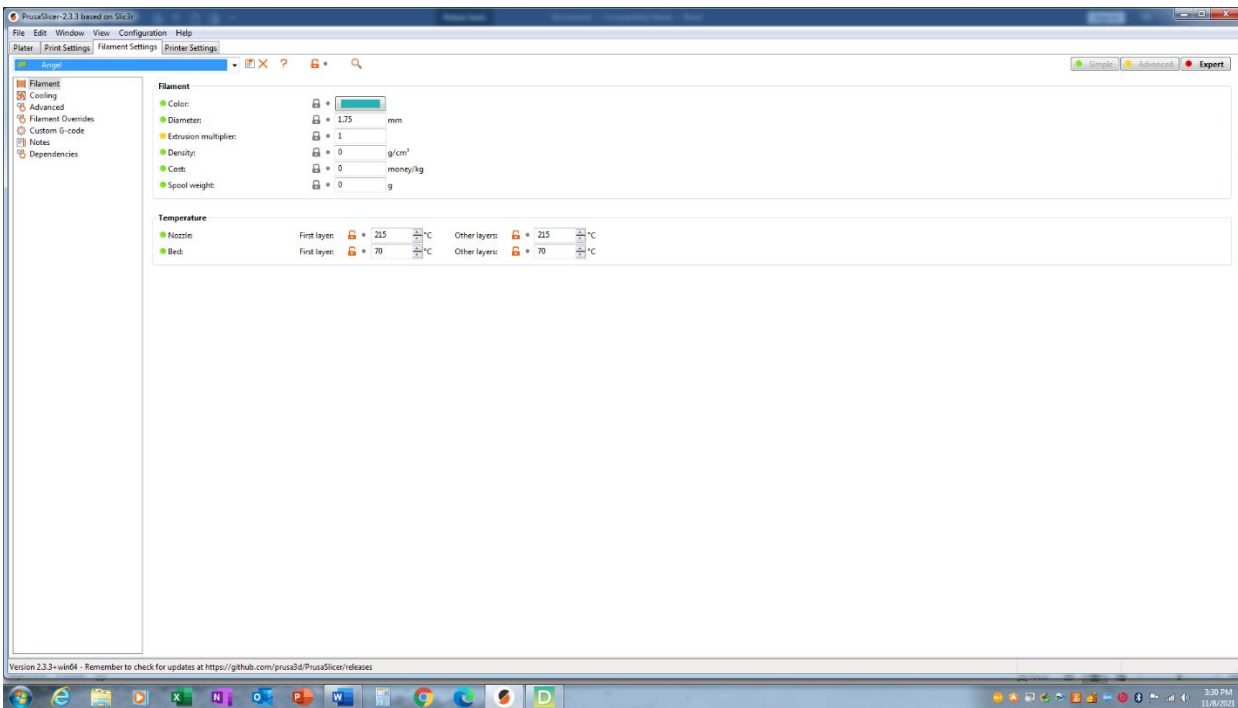 PrusaSlicer-2.3.3 based on Slic3r
File Edit Window View Configuration Help
Plater Print Settings Filament Settings Printer Settings
Angel ? Simple Advanced Expert
Filament
Cooling
Advanced
Filament Overrides
Custom G-code
Notes
Dependencies
Filament
Color:
Diameter: 1.75 mm
Extrusion multiplier: 1
Density: 0 g/cm³
Cost: 0 money/kg
Spool weight: 0 g
Temperature
Nozzle: First layer: 215 °C Other layers: 215 °C
Bed: First layer: 70 °C Other layers: 70 °C
Version 2.3.3+win64 - Remember to check for updates at https://github.com/prusa3d/PrusaSlicer/releases
3:30 PM
11/8/2021